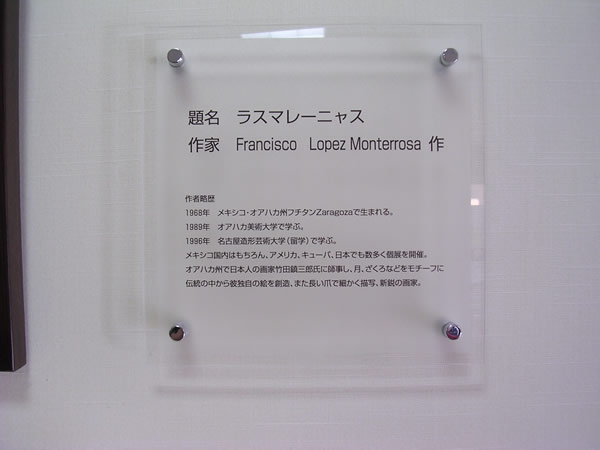 題名　ラスマレーニャス
作家　Francisco　Lopez Monterrosa 作
作者略歴
1968年　メキシコ・オアハカ州フチタンZaragozaで生まれる。
1989年　オアハカ美術大学で学ぶ。
1996年　名古屋造形芸術大学（留学）で学ぶ。
メキシコ国内はもちろん、アメリカ、キューバ、日本でも数多く個展を開催。
オアハカ州で日本人の画家竹田鎮三郎氏に師事し、月、ざくろなどをモチーフに
伝統の中から彼独自の絵を創造、また長い爪で細かく描写、新鋭の画家。